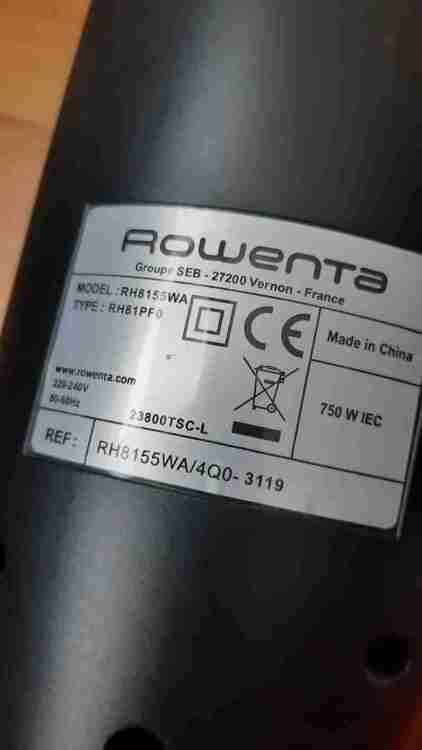 Rowenta
Groupe SEB - 27200 Vernon - France
MODEL : RH8155WA
TYPE : RH81PF0
CE
Made in China
www.rowenta.com
220-240V
50-60Hz
23800TSC-L
750 W IEC
REF:
RH8155WA/4Q0- 3119